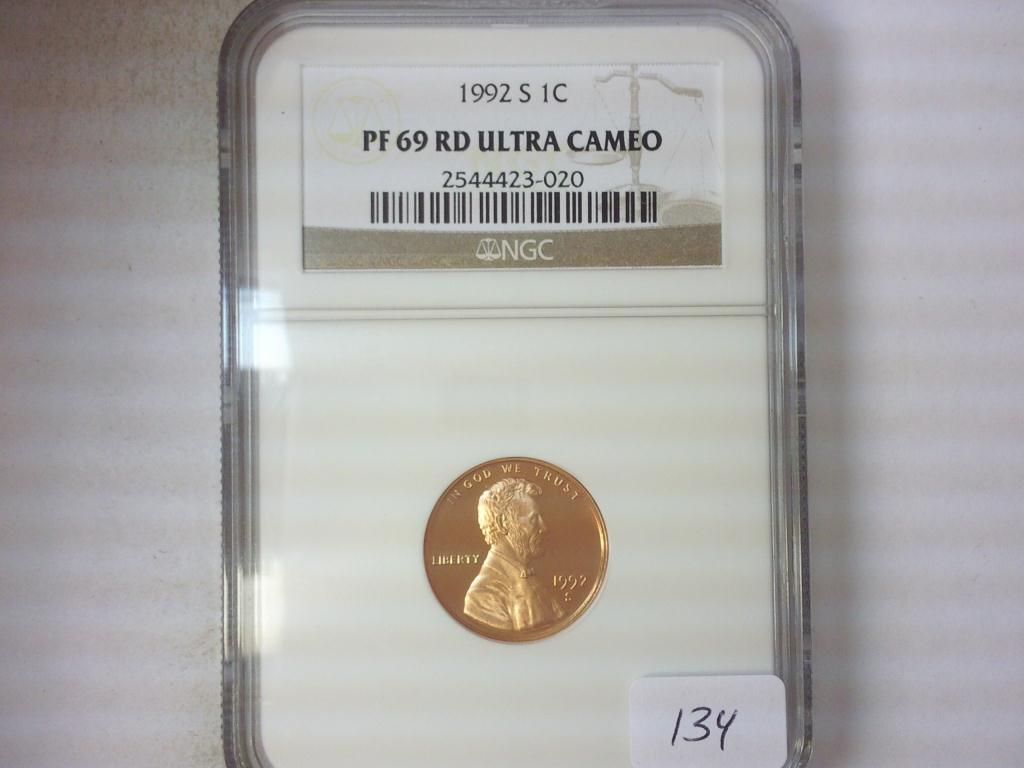 1992 S 1C
PF 69 RD ULTRA CAMEO
2544423-020
NGC
IN GOD WE TRUST
LIBERTY
1992
S
134